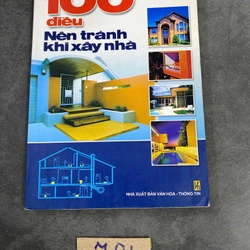 100
điều
Nên tránh
khi xây nhà
NHÀ XUẤT BẢN VĂN HÓA - THÔNG TIN